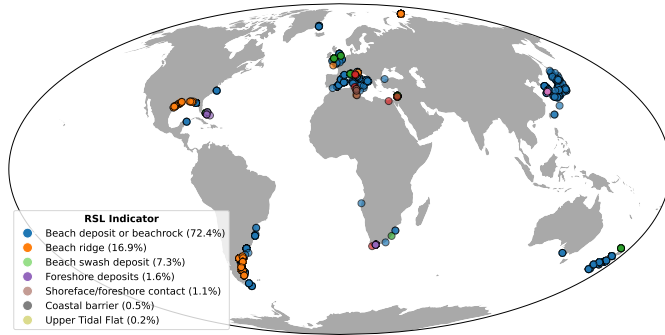 RSL Indicator
Beach deposit or beachrock (72.4%)
Beach ridge (16.9%)
Beach swash deposit (7.3%)
Foreshore deposits (1.6%)
Shoreface/foreshore contact (1.1%)
Coastal barrier (0.5%)
Upper Tidal Flat (0.2%)